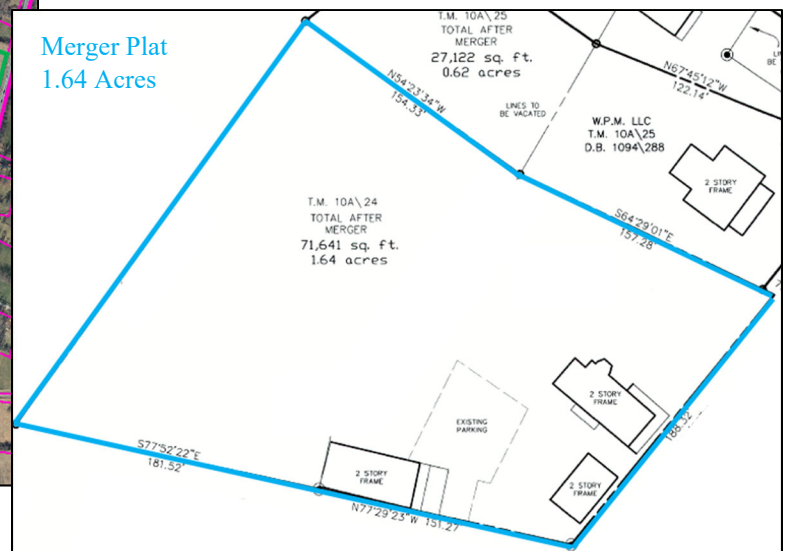 Merger Plat
1.64 Acres
T.M. 10A\25
TOTAL AFTER
MERGER
27,122 sq. ft.
0.62 acres
N54°23'34"W
154.33'
LINES TO
BE VACATED
N67°45'12"W
122.14'
BE
W.P.M. LLC
T.M. 10A\25
D.B. 1094\288
2 STORY
FRAME
S64°29'01"E
157.28
T.M. 10A\24
TOTAL AFTER
MERGER
71,641 sq. ft.
1.64 acres
2 STORY
FRAME
188.32
EXISTING
PARKING
S77°52'22"E
181.52'
2 STORY
FRAME
2 STORY
FRAME
N77°29'23"W 151.27